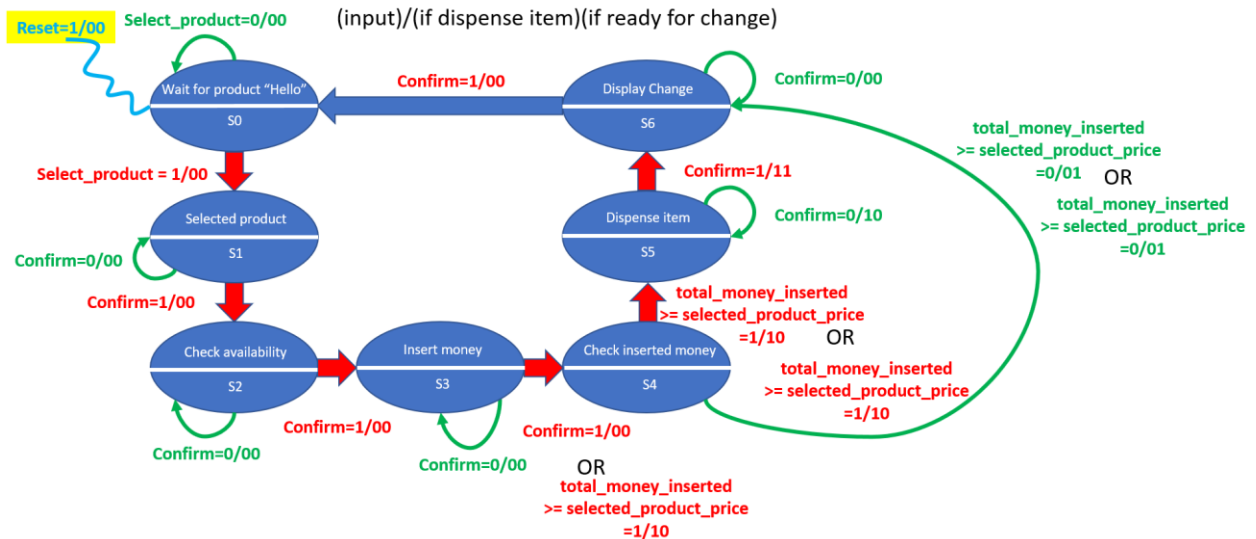 (input)/(if dispense item)(if ready for change)
Reset=1/00
Select_product=0/00
Wait for product “Hello”
S0
Confirm=1/00
Display Change
S6
Confirm=0/00
Select_product = 1/00
Selected product
S1
Confirm=0/00
Confirm=1/00
Confirm=1/11
Dispense item
S5
Confirm=0/10
total_money_inserted
>= selected_product_price
=0/01 OR
total_money_inserted
>= selected_product_price
=0/01
total_money_inserted
>= selected_product_price
=1/10 OR
total_money_inserted
>= selected_product_price
=1/10
Check availability
S2
Insert money
S3
Check inserted money
S4
Confirm=0/00
Confirm=1/00
Confirm=0/00
Confirm=1/00
OR
total_money_inserted
>= selected_product_price
=1/10